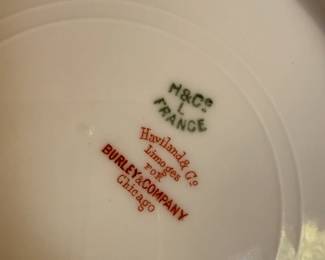 H&Co
L
FRANCE
Haviland & Co
Limoges
FOR
BURLEY & COMPANY
Chicago